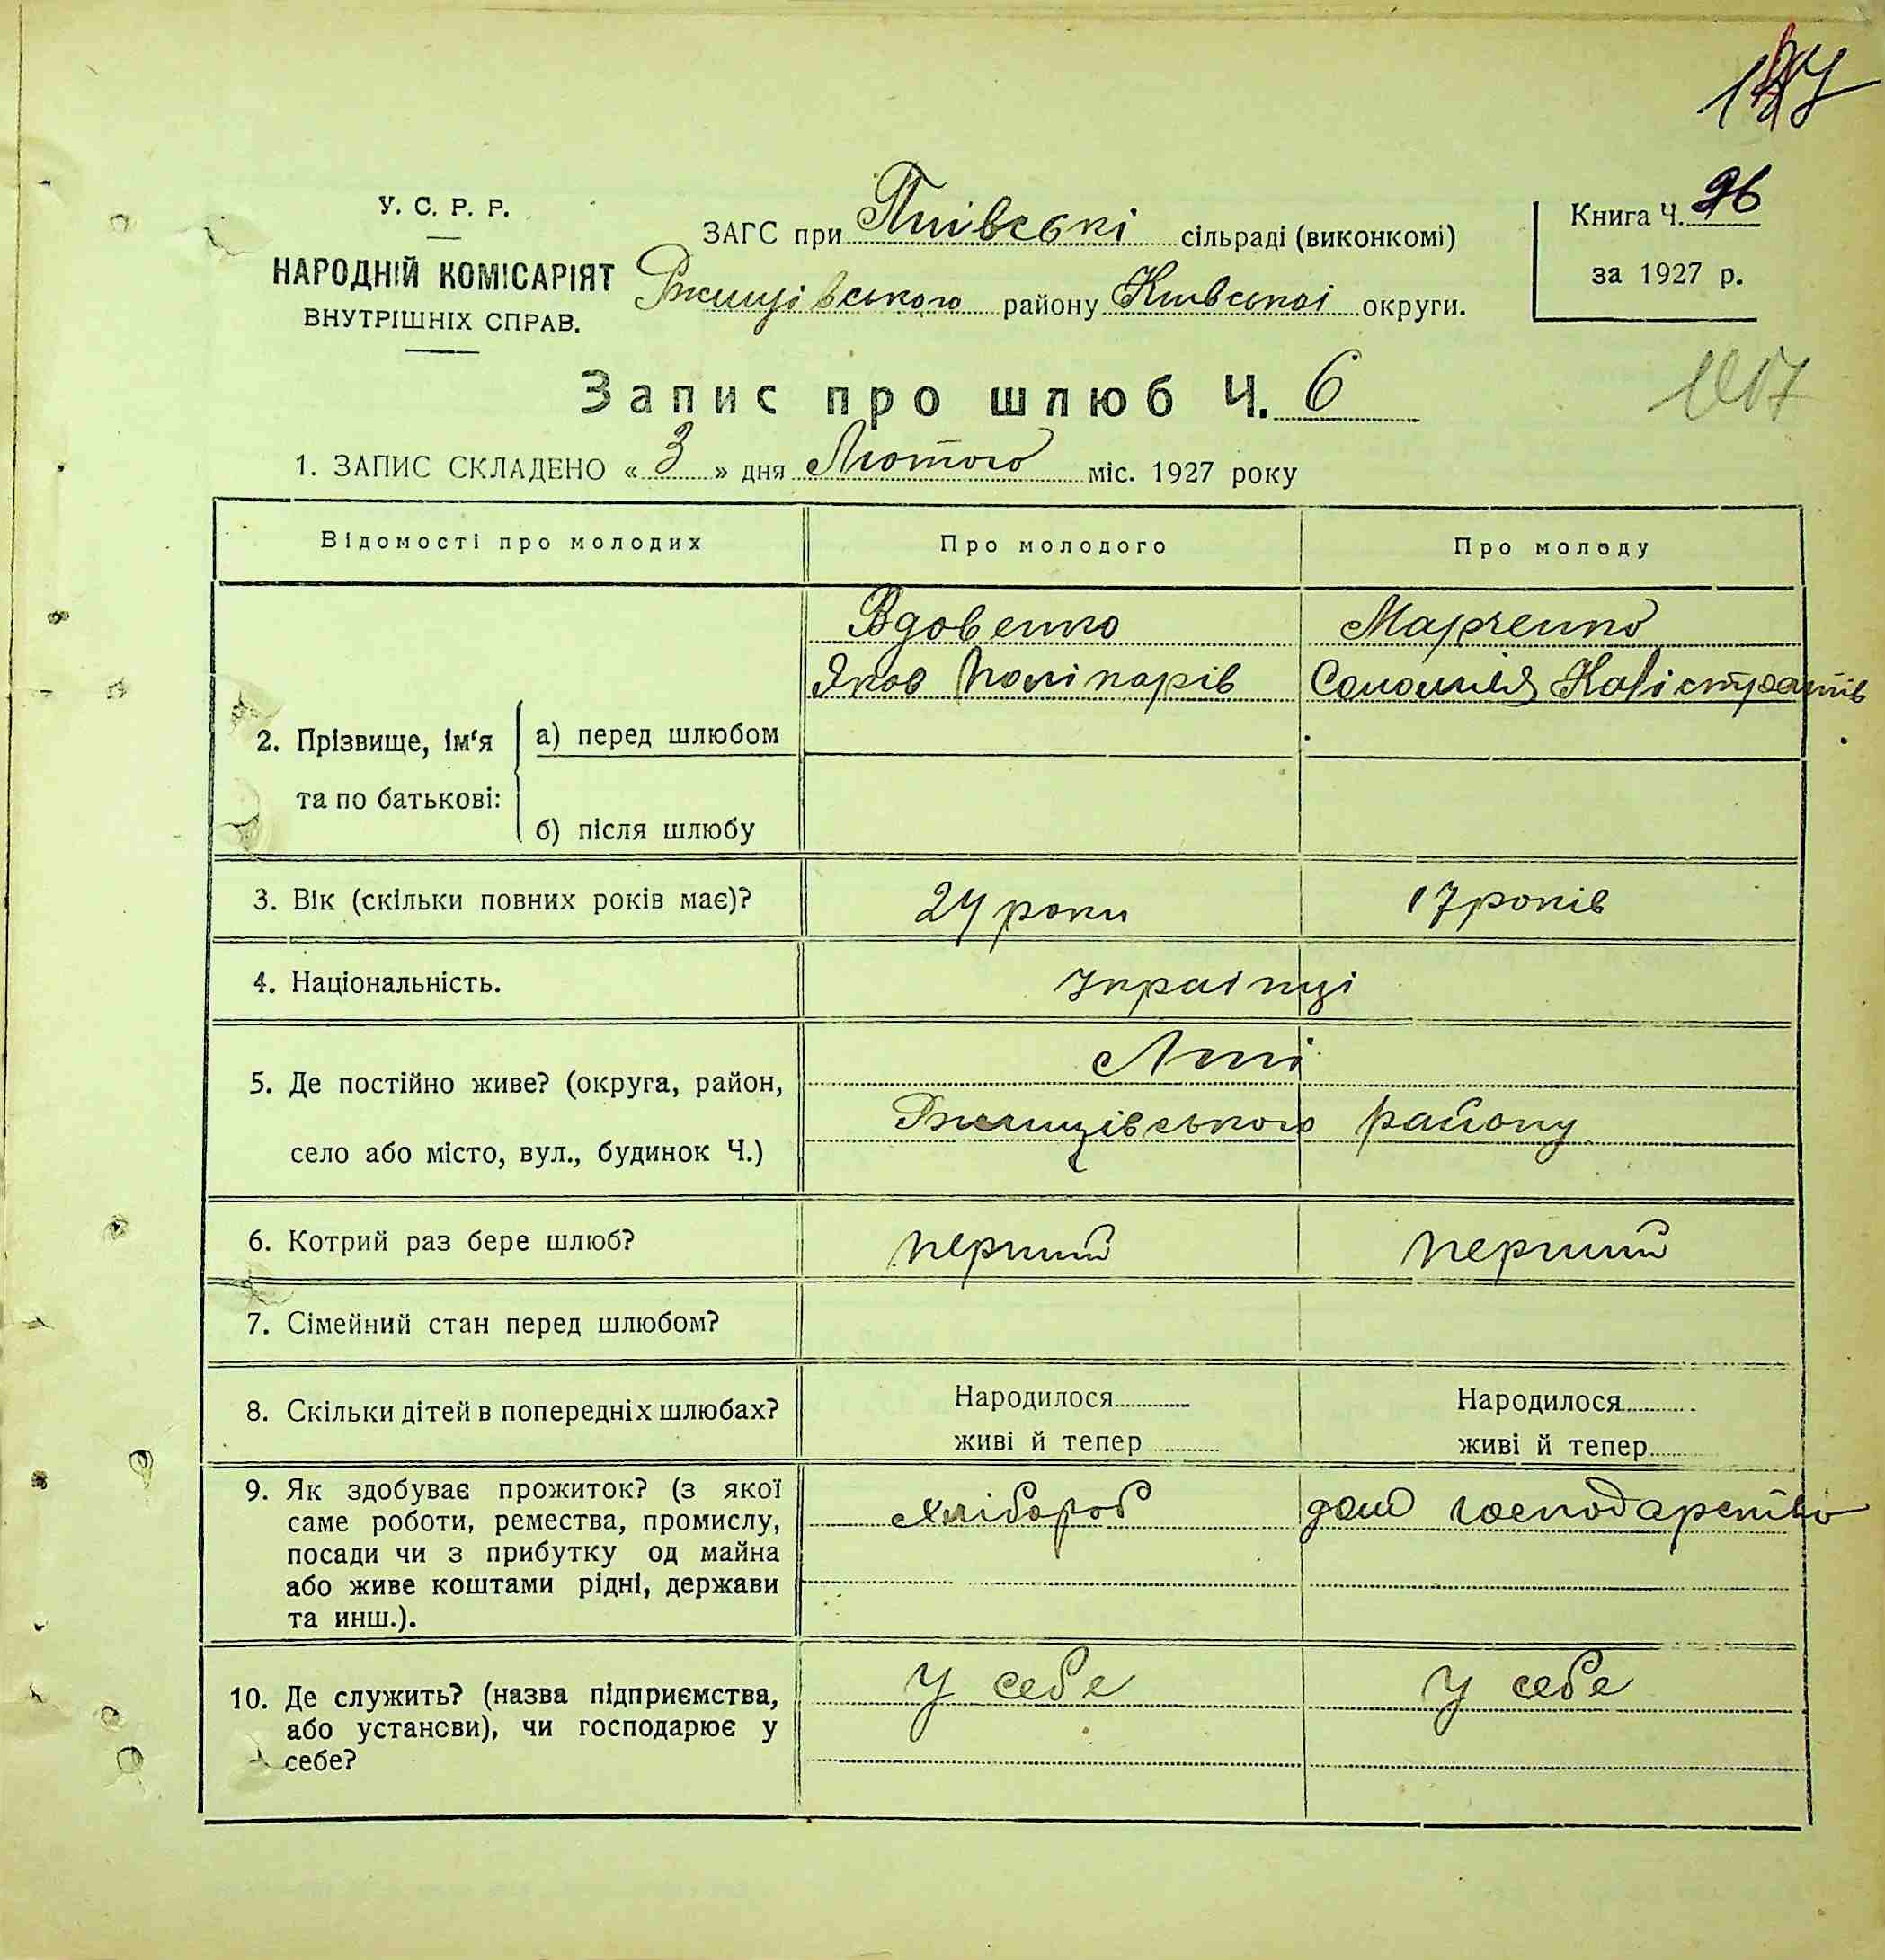 У. С. Р. Р.
НАРОДНІЙ КОМІСАРІЯТ
ВНУТРІШНІХ СПРАВ.
ЗАГС при сільраді (виконкомі)
Ржищівського району Київської округи.
Книга Ч. 26
за 1927 р.
Запис про шлюб Ч. 6
1. ЗАПИС СКЛАДЕНО « 3 » дня Лютого міс. 1927 року
Відомості про молодих Про молодого Про молоду
Вдовенко Марченко
Яков Полікарів Соломія Калістратів
2. Прізвище, ім‘я та по батькові: а) перед шлюбом
б) після шлюбу
3. Вік (скільки повних років має)? 24 роки 17 років
4. Національність. Українці
5. Де постійно живе? (округа, район,
село або місто, вул., будинок Ч.) Ржищівського району
6. Котрий раз бере шлюб? перший перший
7. Сімейний стан перед шлюбом?
8. Скільки дітей в попередніх шлюбах? Народилося Народилося
живі й тепер живі й тепер
9. Як здобуває прожиток? (з якої
саме роботи, ремества, промислу, хлібороб дом господарство
посади чи з прибутку од майна
або живе коштами рідні, держави
та инш.).
10. Де служить? (назва підприємства, У себе У себе
або установи), чи господарює у
себе?